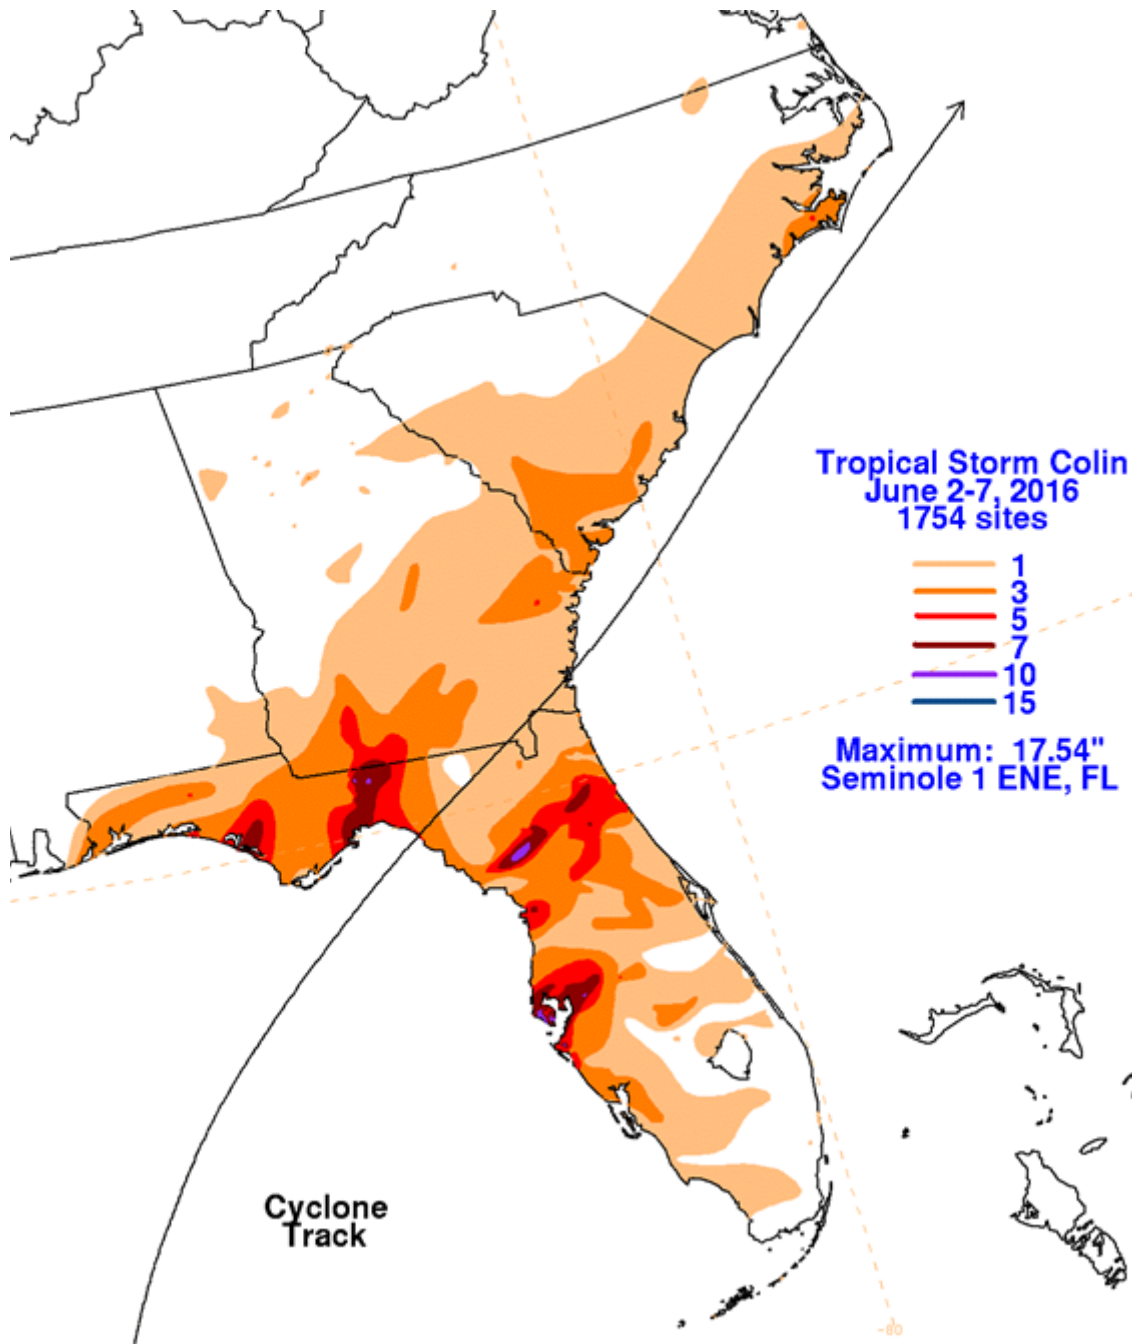 Tropical Storm Colin
June 2-7, 2016
1754 sites
1
3
5
7
10
15
Maximum: 17.54"
Seminole 1 ENE, FL
Cyclone
Track
-80